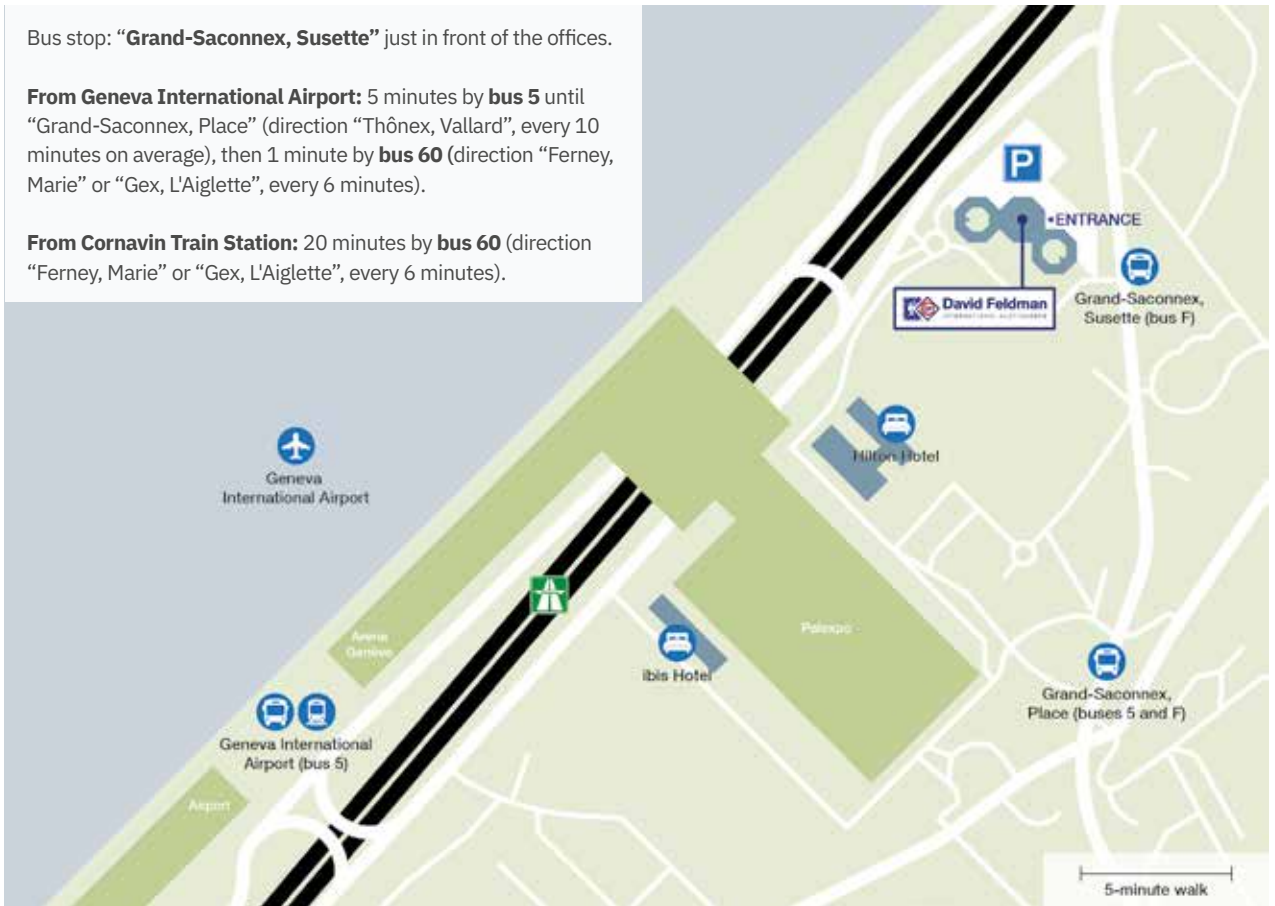 Bus stop: “Grand-Saconnex, Susette” just in front of the offices.
From Geneva International Airport: 5 minutes by bus 5 until
“Grand-Saconnex, Place” (direction “Thônex, Vallard”, every 10
minutes on average), then 1 minute by bus 60 (direction “Ferney,
Marie” or “Gex, L'Aiglette”, every 6 minutes).
From Cornavin Train Station: 20 minutes by bus 60 (direction
“Ferney, Marie” or “Gex, L'Aiglette”, every 6 minutes).
P
•ENTRANCE
David Feldman
INTERNATIONAL AUCTIONEERS
Grand-Saconnex,
Susette (bus F)
Hilton Hotel
Geneva
International Airport
Palexpo
Arena
Genève
ibis Hotel
Grand-Saconnex,
Place (buses 5 and F)
Geneva International
Airport (bus 5)
Airport
5-minute walk